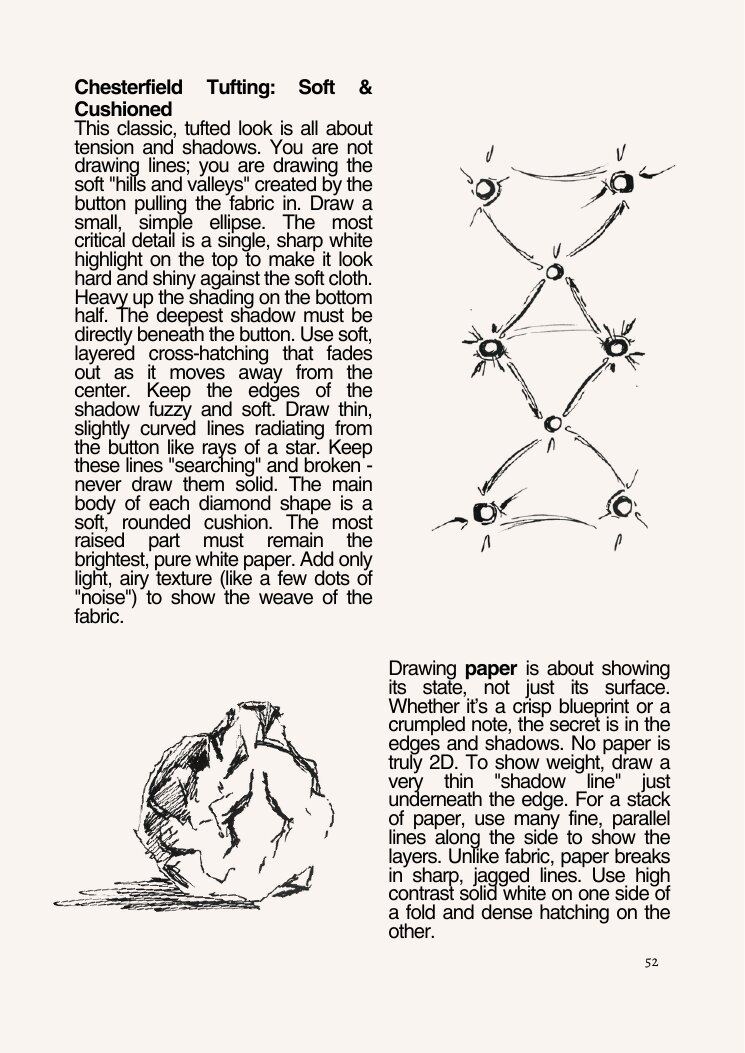 Chesterfield Tufting: Soft &
Cushioned
This classic, tufted look is all about
tension and shadows. You are not
drawing lines; you are drawing the
soft "hills and valleys" created by the
button pulling the fabric in. Draw a
small, simple ellipse. The most
critical detail is a single, sharp white
highlight on the top to make it look
hard and shiny against the soft cloth.
Heavy up the shading on the bottom
half. The deepest shadow must be
directly beneath the button. Use soft,
layered cross-hatching that fades
out as it moves away from the
center. Keep the edges of the
shadow fuzzy and soft. Draw thin,
slightly curved lines radiating from
the button like rays of a star. Keep
these lines "searching" and broken -
never draw them solid. The main
body of each diamond shape is a
soft, rounded cushion. The most
raised part must remain the
brightest, pure white paper. Add only
light, airy texture (like a few dots of
"noise") to show the weave of the
fabric.
Drawing paper is about showing
its state, not just its surface.
Whether it's a crisp blueprint or a
crumpled note, the secret is in the
edges and shadows. No paper is
truly 2D. To show weight, draw a
very thin "shadow line" just
underneath the edge. For a stack
of paper, use many fine, parallel
lines along the side to show the
layers. Unlike fabric, paper breaks
in sharp, jagged lines. Use high
contrast solid white on one side of
a fold and dense hatching on the
other.
52